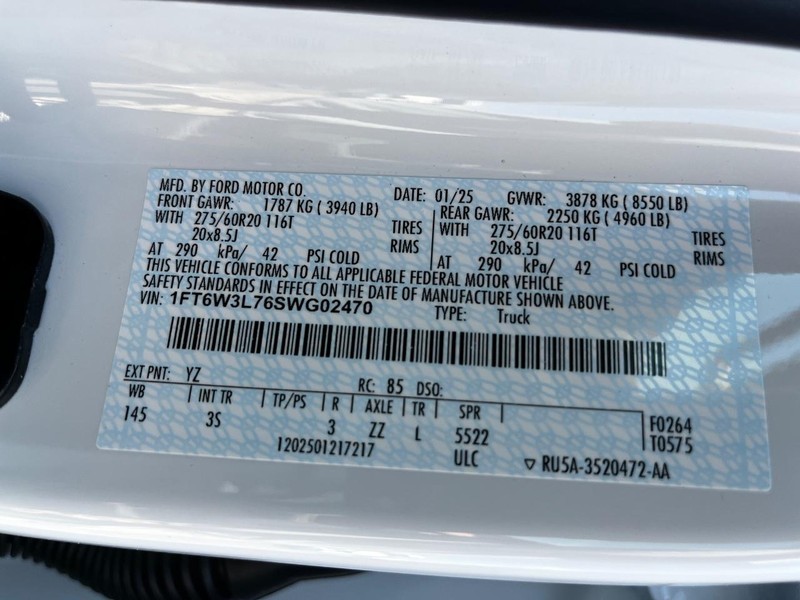 MFD. BY FORD MOTOR CO. DATE: 01/25 GVWR: 3878 KG ( 8550 LB)
FRONT GAWR: 1787 KG ( 3940 LB) REAR GAWR: 2250 KG ( 4960 LB)
WITH 275/60R20 116T TIRES WITH 275/60R20 116T TIRES
20x8.5J RIMS 20x8.5J RIMS
AT 290 kPa/ 42 PSI COLD AT 290 kPa/ 42 PSI COLD
THIS VEHICLE CONFORMS TO ALL APPLICABLE FEDERAL MOTOR VEHICLE
SAFETY STANDARDS IN EFFECT ON THE DATE OF MANUFACTURE SHOWN ABOVE.
VIN: 1FT6W3L76SWG02470 TYPE: Truck
EXT PNT: YZ RC: 85 DSO:
WB INT TR TP/PS R AXLE TR SPR
145 3S 3 ZZ L 5522 F0264
1202501217217 ULC T0575
RU5A-3520472-AA